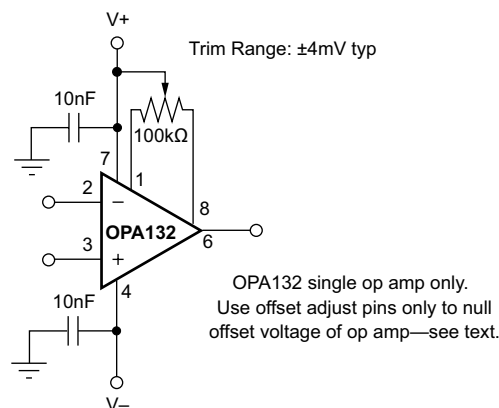 V+
Trim Range: ±4mV typ
10nF
100kΩ
7
1
2
–
8
OPA132
6
3
+
4
10nF
OPA132 single op amp only.
Use offset adjust pins only to null
offset voltage of op amp—see text.
V–